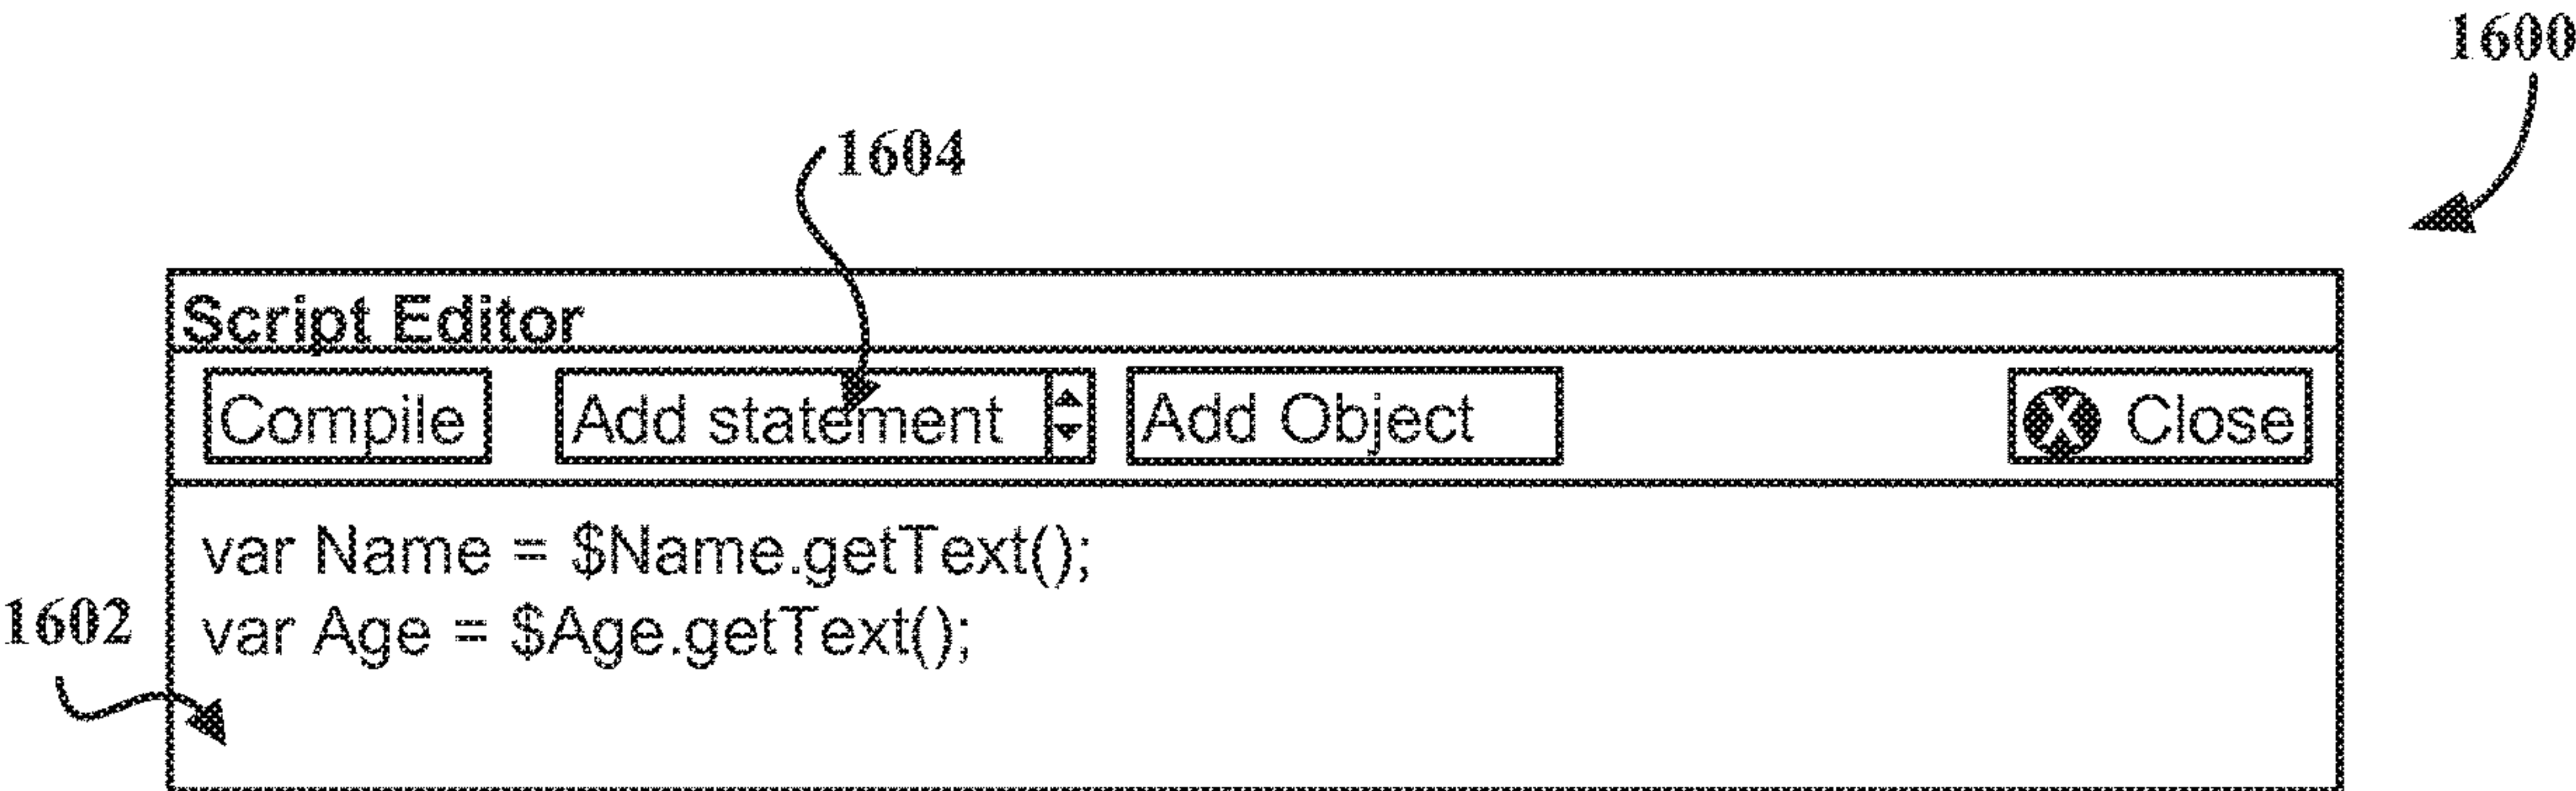 1600
1604
Script Editor
Compile Add statement Add Object X Close
var Name = $Name.getText();
var Age = $Age.getText();
1602